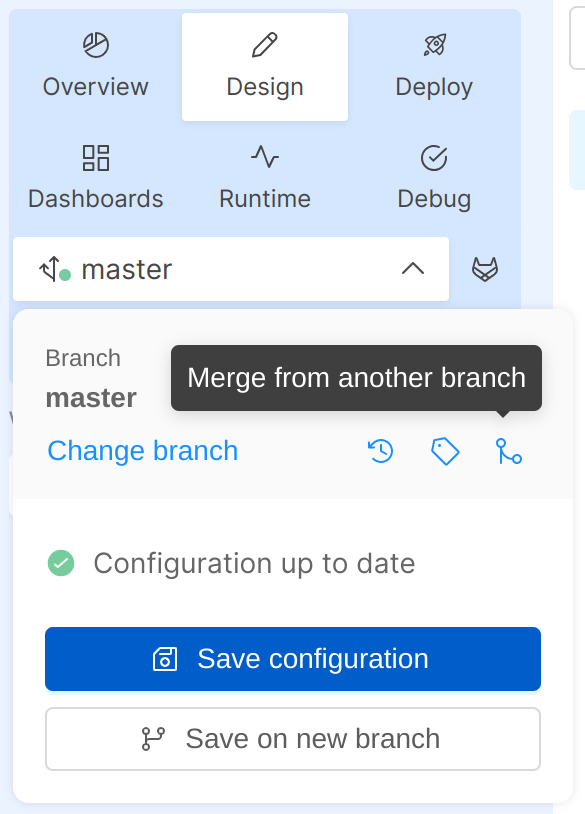 Overview
Design
Deploy
Dashboards
Runtime
Debug
master
Branch
Merge from another branch
master
Change branch
Configuration up to date
Save configuration
Save on new branch